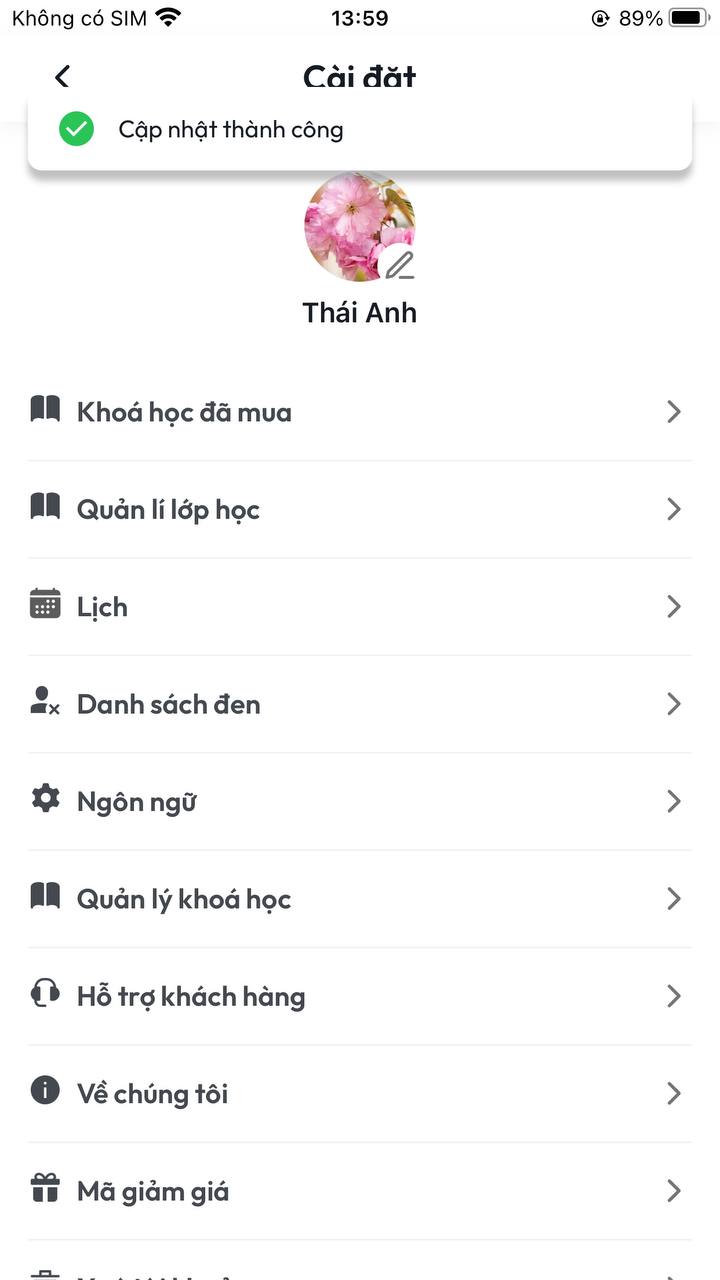 Không có SIM 13:59 89%
Cài đặt
Cập nhật thành công
Thái Anh
Khoá học đã mua
Quản lí lớp học
Lịch
Danh sách đen
Ngôn ngữ
Quản lý khoá học
Hỗ trợ khách hàng
Về chúng tôi
Mã giảm giá